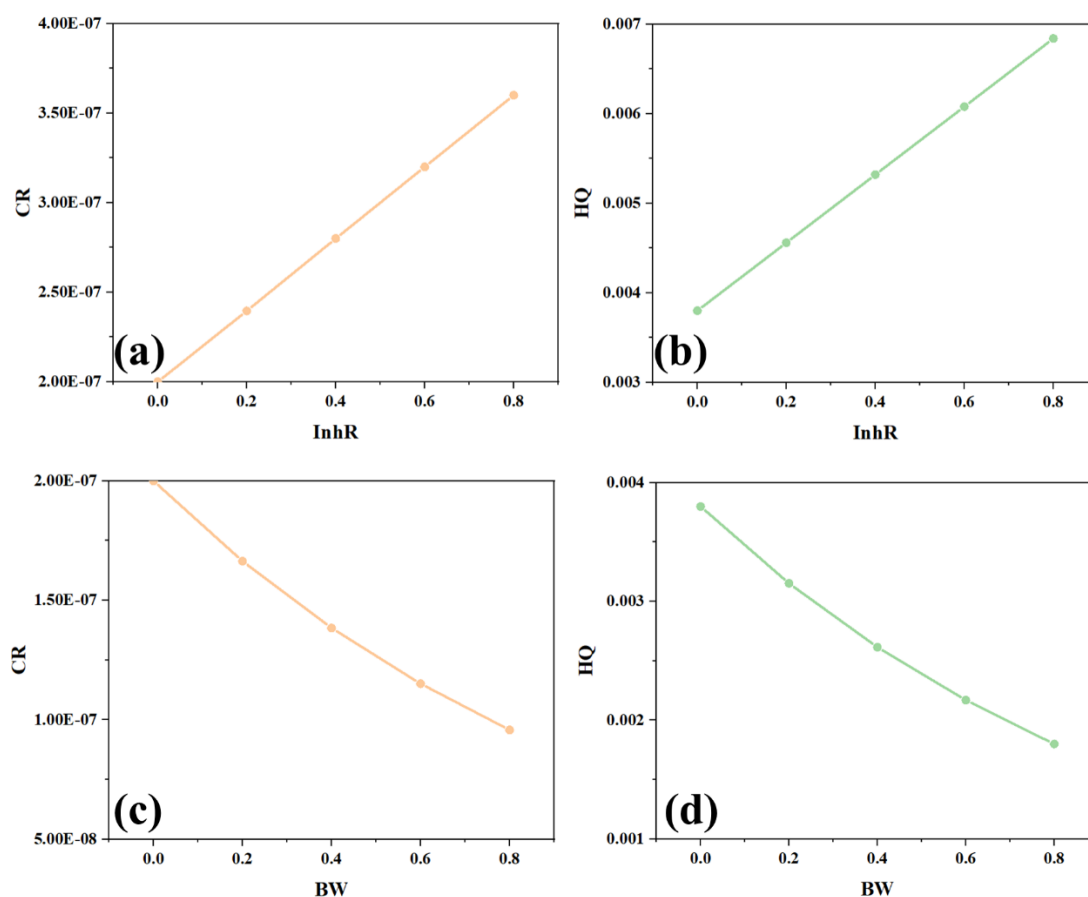 4.00E-07
3.50E-07
3.00E-07
2.50E-07
2.00E-07
CR
(a)
0.0 0.2 0.4 0.6 0.8
InhR
0.007
0.006
0.005
0.004
0.003
HQ
(b)
0.0 0.2 0.4 0.6 0.8
InhR
2.00E-07
1.50E-07
1.00E-07
5.00E-08
CR
(c)
0.0 0.2 0.4 0.6 0.8
BW
0.004
0.003
0.002
0.001
HQ
(d)
0.0 0.2 0.4 0.6 0.8
BW